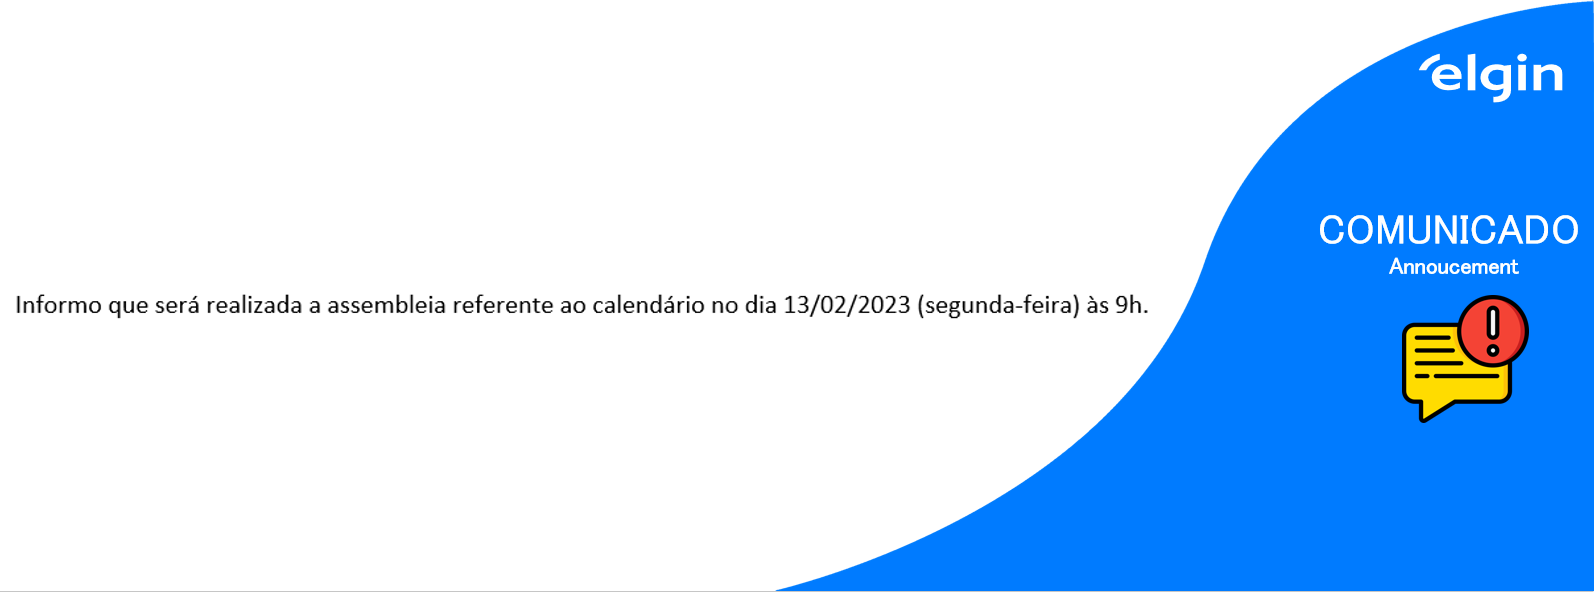 elgin
COMUNICADO
Annoucement
Informo que será realizada a assembleia referente ao calendário no dia 13/02/2023 (segunda-feira) às 9h.